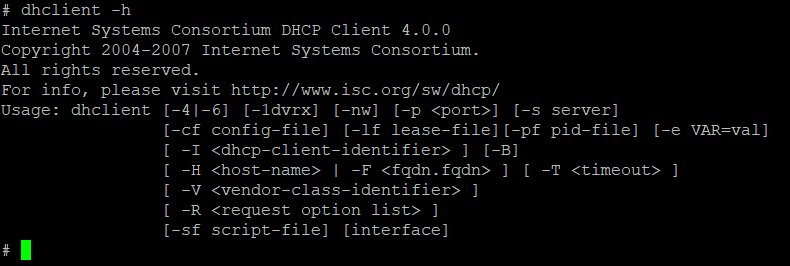 # dhclient -h
Internet Systems Consortium DHCP Client 4.0.0
Copyright 2004-2007 Internet Systems Consortium.
All rights reserved.
For info, please visit http://www.isc.org/sw/dhcp/
Usage: dhclient [-4|-6] [-1dvrx] [-nw] [-p <port>] [-s server]
                [-cf config-file] [-lf lease-file][-pf pid-file] [-e VAR=val]
                [ -I <dhcp-client-identifier> ] [-B]
                [ -H <host-name> | -F <fqdn.fqdn> ] [ -T <timeout> ]
                [ -V <vendor-class-identifier> ]
                [ -R <request option list> ]
                [-sf script-file] [interface]
#